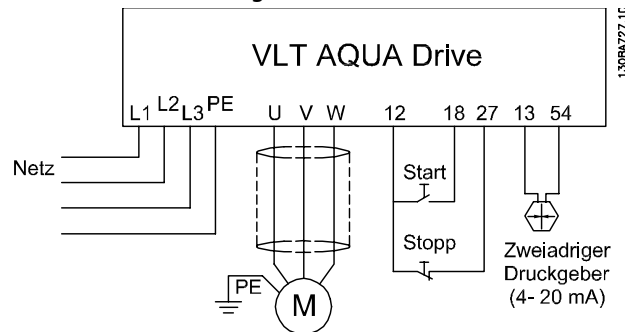 130BA727.10
VLT AQUA Drive
L1 L2 L3 PE U V W 12 18 27 13 54
Netz
Start
Stopp
Zweiadriger
Druckgeber
(4- 20 mA)
PE
M